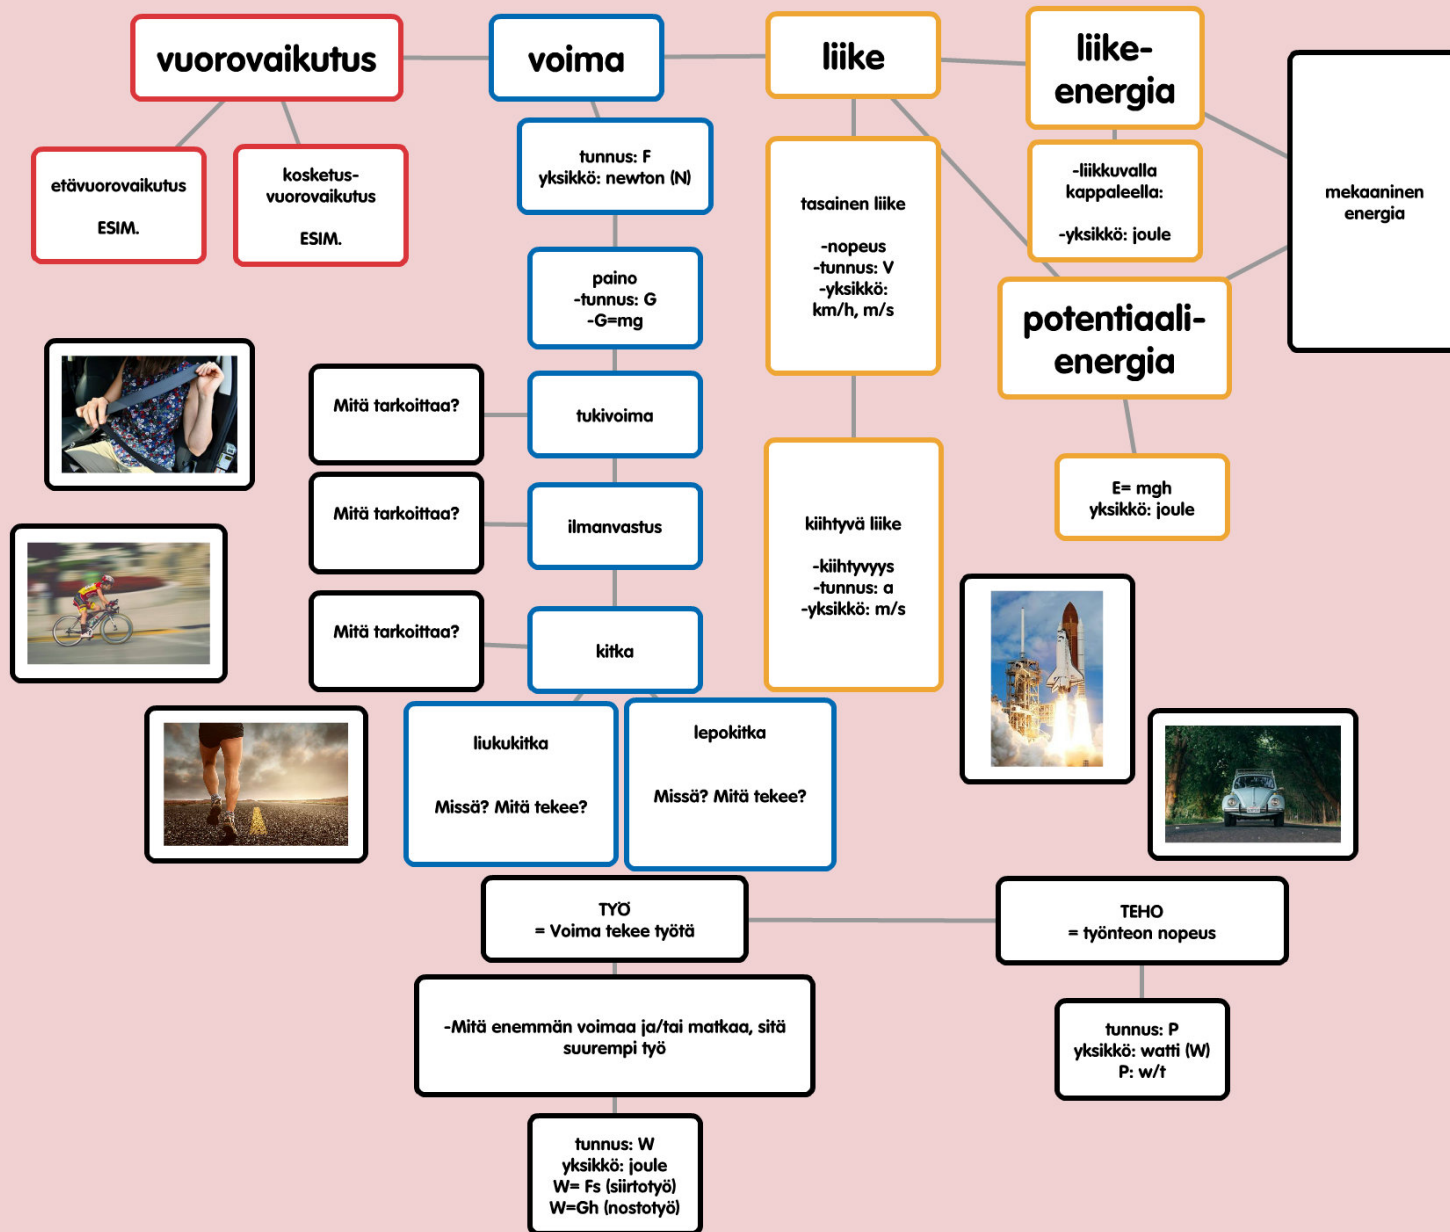 vuorovaikutus
voima
liike
liike-
energia
etävuorovaikutus
ESIM.
kosketus-
vuorovaikutus
ESIM.
tunnus: F
yksikkö: newton (N)
paino
-tunnus: G
-G=mg
Mitä tarkoittaa?
tukivoima
Mitä tarkoittaa?
ilmanvastus
Mitä tarkoittaa?
kitka
liukukitka
Missä? Mitä tekee?
lepokitka
Missä? Mitä tekee?
tasainen liike
-nopeus
-tunnus: V
-yksikkö:
km/h, m/s
kiihtyvä liike
-kiihtyvyys
-tunnus: a
-yksikkö: m/s
-liikkuvalla
kappaleella:
-yksikkö: joule
potentiaali-
energia
E= mgh
yksikkö: joule
mekaaninen
energia
TYÖ
= Voima tekee työtä
-Mitä enemmän voimaa ja/tai matkaa, sitä
suurempi työ
tunnus: W
yksikkö: joule
W= Fs (siirtotyö)
W=Gh (nostotyö)
TEHO
= työnteon nopeus
tunnus: P
yksikkö: watti (W)
P: w/t